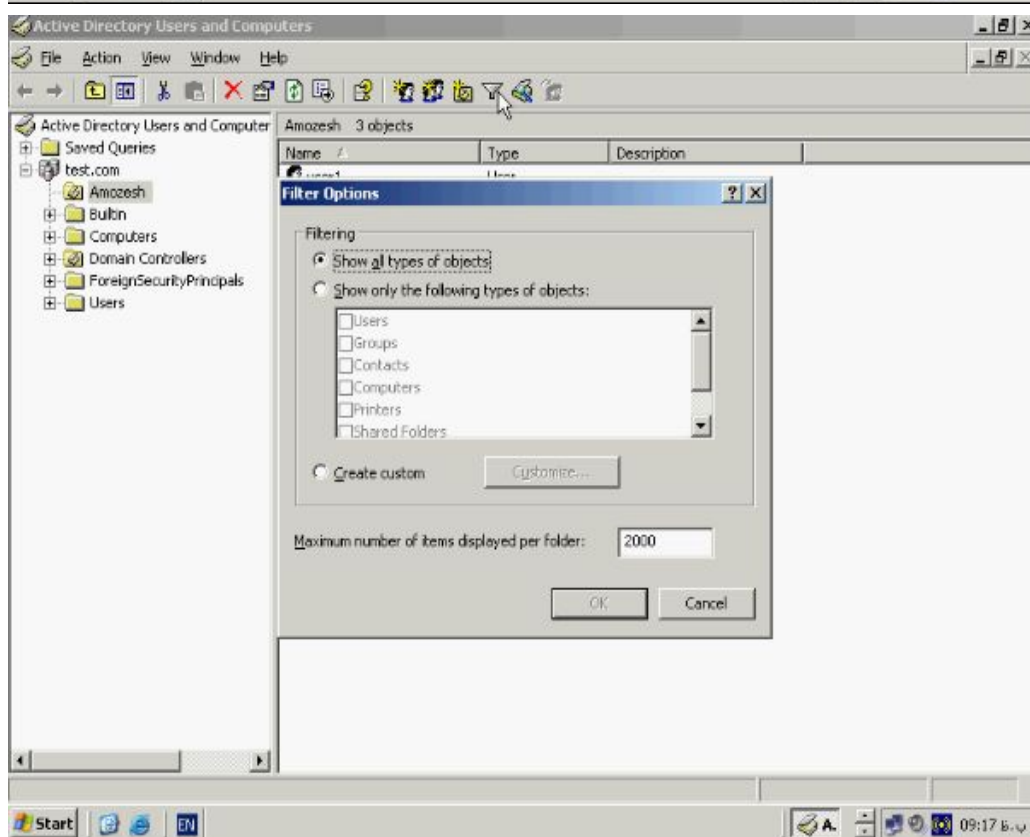 Active Directory Users and Computers
File Action View Window Help
Active Directory Users and Computer
Amozesh 3 objects
Saved Queries
Name
Type
Description
test.com
user1
User
Amozesh
Builtin
Computers
Domain Controllers
ForeignSecurityPrincipals
Users
Filter Options
Filtering
Show all types of objects
Show only the following types of objects:
Users
Groups
Contacts
Computers
Printers
Shared Folders
Create custom
Customize...
Maximum number of items displayed per folder:
2000
OK
Cancel
Start
EN
A.
09:17 ب.ظ